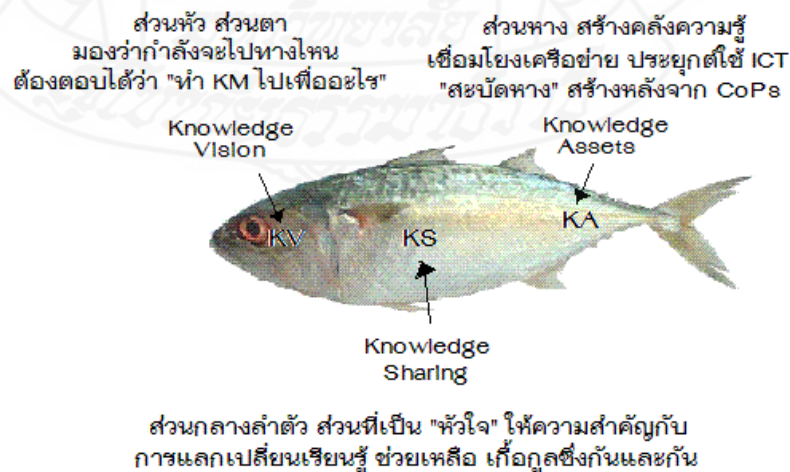 ส่วนหัว ส่วนตา
มองว่ากำลังจะไปทางไหน
ต้องตอบได้ว่า "ทำ KM ไปเพื่ออะไร"
Knowledge
Vision
ส่วนหาง สร้างคลังความรู้
เชื่อมโยงเครือข่าย ประยุกต์ใช้ ICT
"สะบัดหาง" สร้างพลังจาก CoPs
Knowledge
Assets
KV
KS
KA
Knowledge
Sharing
ส่วนกลางลำตัว ส่วนที่เป็น "หัวใจ" ให้ความสำคัญกับ
การแลกเปลี่ยนเรียนรู้ ช่วยเหลือ เกื้อกูลซึ่งกันและกัน